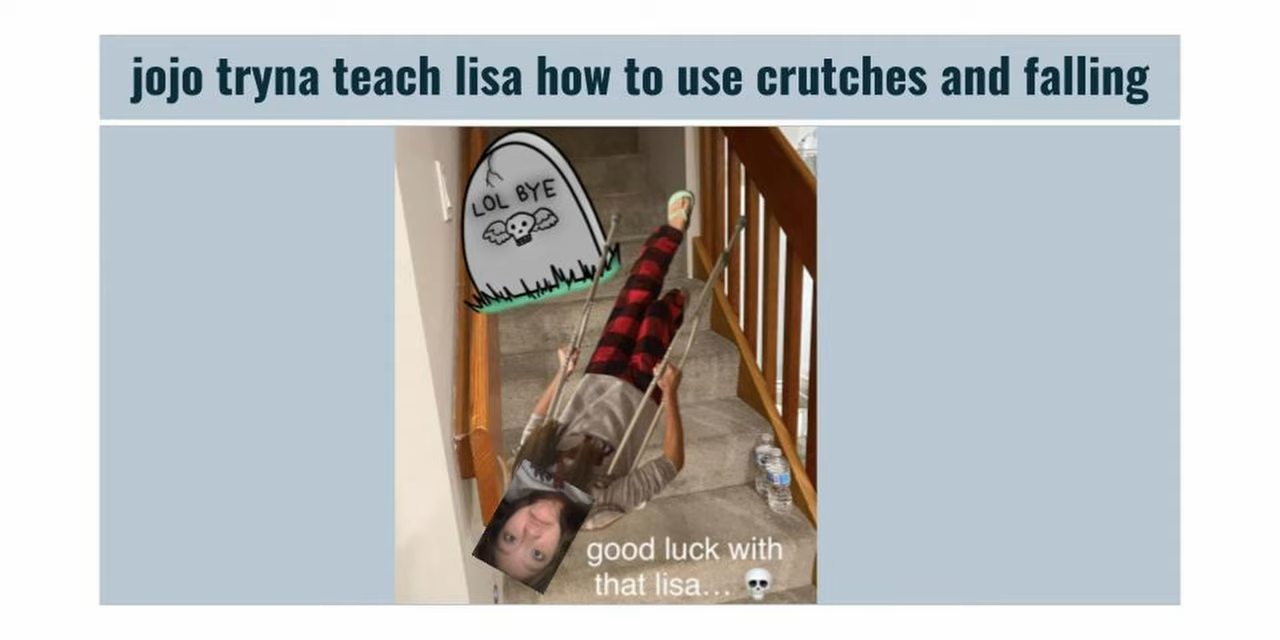 jojo tryna teach lisa how to use crutches and falling
LOL BYE
good luck with
that lisa... 💀